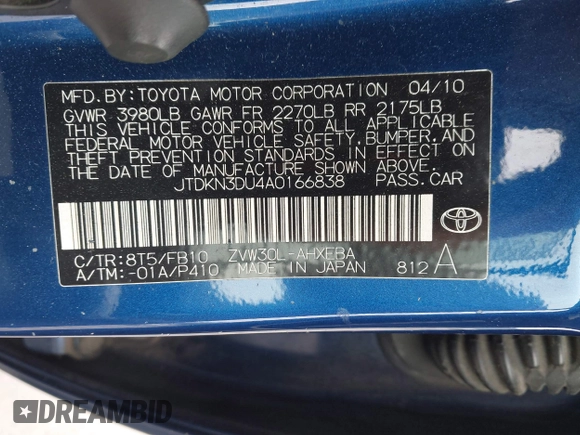 MFD.BY:TOYOTA MOTOR CORPORATION 04/10
GVWR 3980LB GAWR FR 2270LB RR 2175LB
THIS VEHICLE CONFORMS TO ALL APPLICABLE
FEDERAL MOTOR VEHICLE SAFETY,BUMPER,AND
THEFT PREVENTION STANDARDS IN EFFECT ON
THE DATE OF MANUFACTURE SHOWN ABOVE.
JTDKN3DU4A0166838 PASS.CAR
C/TR:8T5/FB10 ZVW30L-AHXEBA
A/TM:-01A/P410 MADE IN JAPAN 812 A
DREAMBID